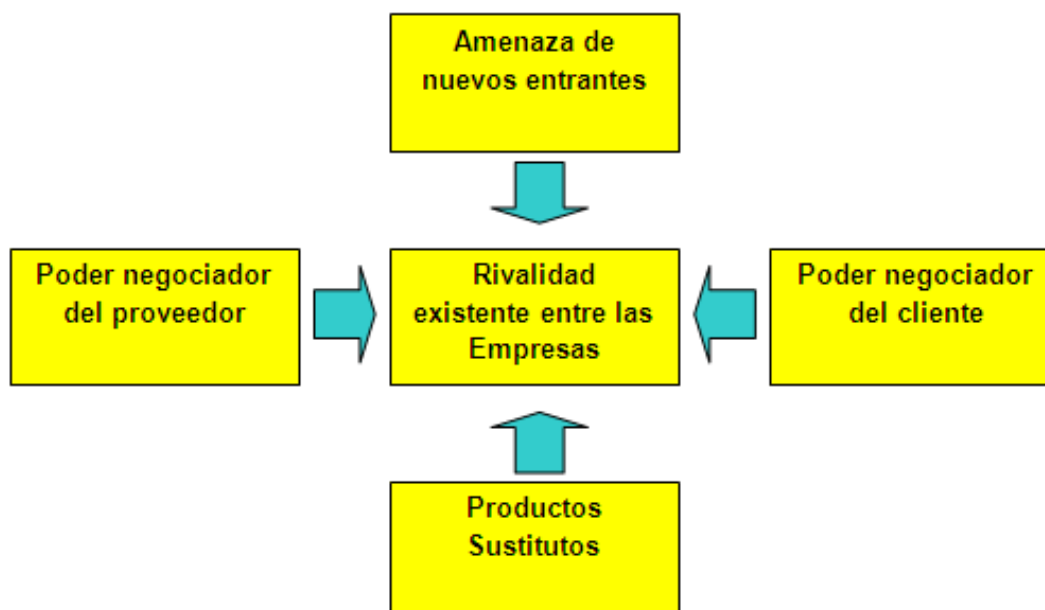 Amenaza de
nuevos entrantes
Poder negociador
del proveedor
Rivalidad
existente entre las
Empresas
Poder negociador
del cliente
Productos
Sustitutos